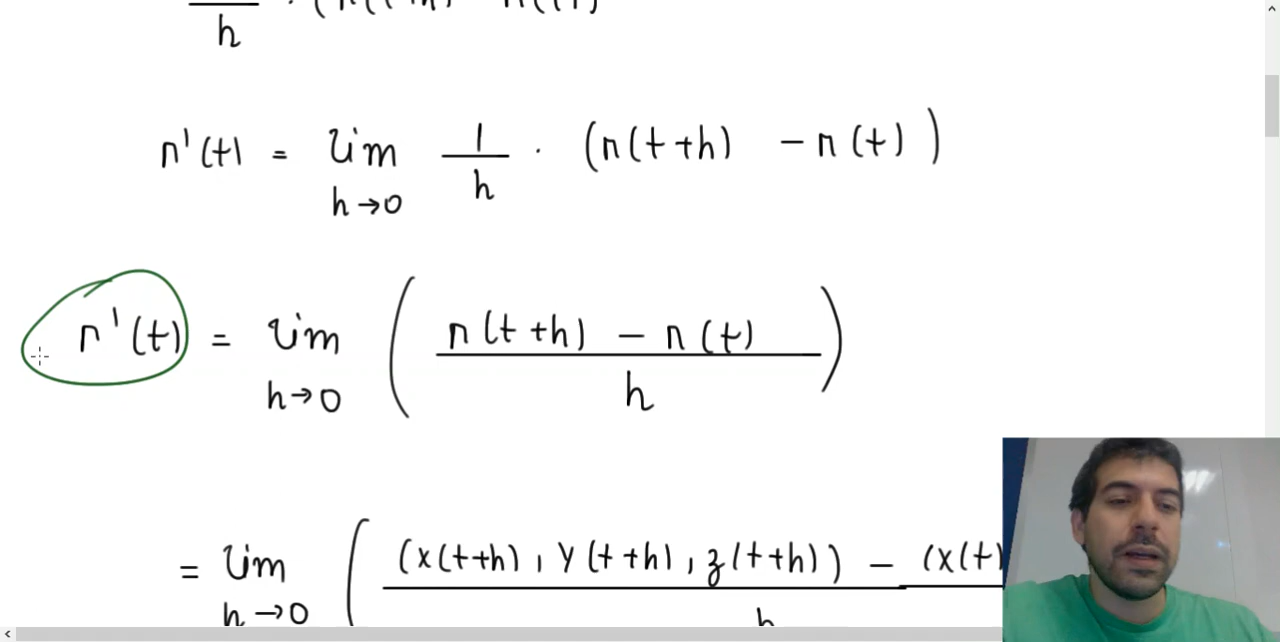 h
n'(t) = lim h→0 1/h · (n(t+h) - n(t))
n'(t) = lim h→0 ( n(t+h) - n(t) / h )
= lim h→0 ( (x(t+h), y(t+h), z(t+h)) - (x(t)
h